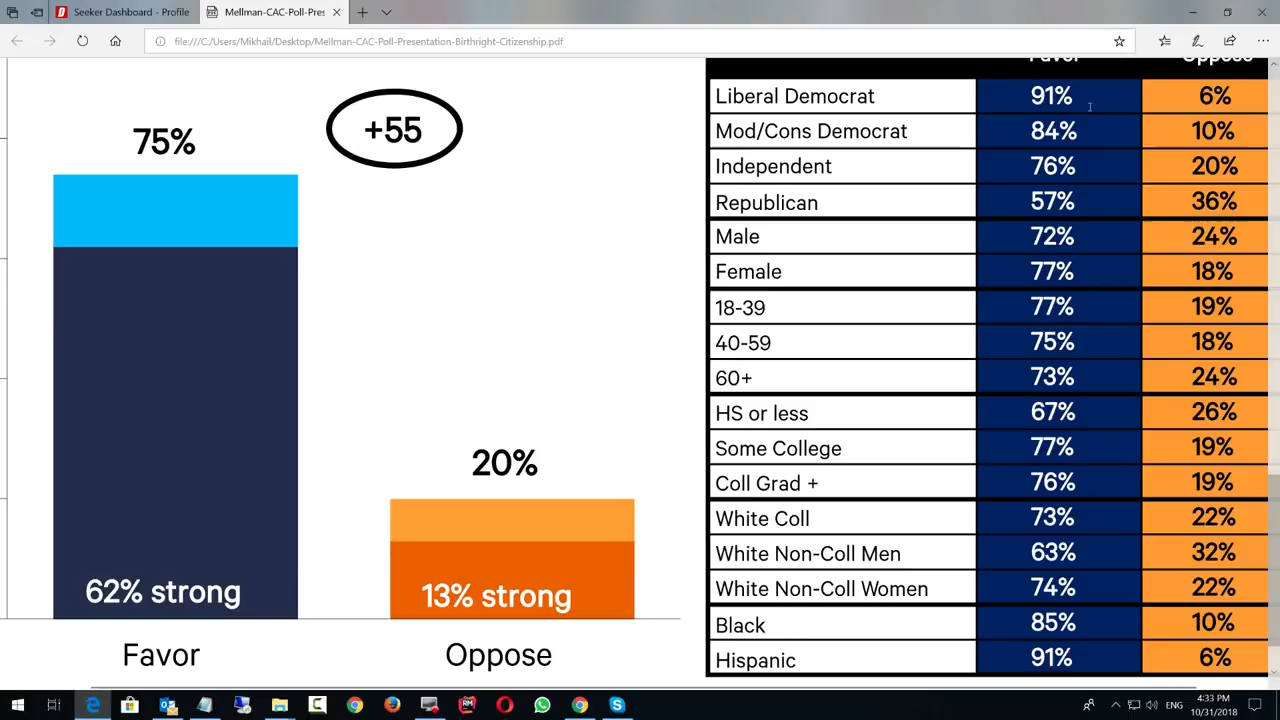 Seeker Dashboard - Profile
Mellman-CAC-Poll-Pres
file:///C:/Users/Mikhail/Desktop/Mellman-CAC-Poll-Presentation-Birthright-Citizenship.pdf
Favor Oppose
75%
+55
20%
62% strong
13% strong
Favor
Oppose
Liberal Democrat 91% 6%
Mod/Cons Democrat 84% 10%
Independent 76% 20%
Republican 57% 36%
Male 72% 24%
Female 77% 18%
18-39 77% 19%
40-59 75% 18%
60+ 73% 24%
HS or less 67% 26%
Some College 77% 19%
Coll Grad + 76% 19%
White Coll 73% 22%
White Non-Coll Men 63% 32%
White Non-Coll Women 74% 22%
Black 85% 10%
Hispanic 91% 6%
ENG
4:33 PM
10/31/2018